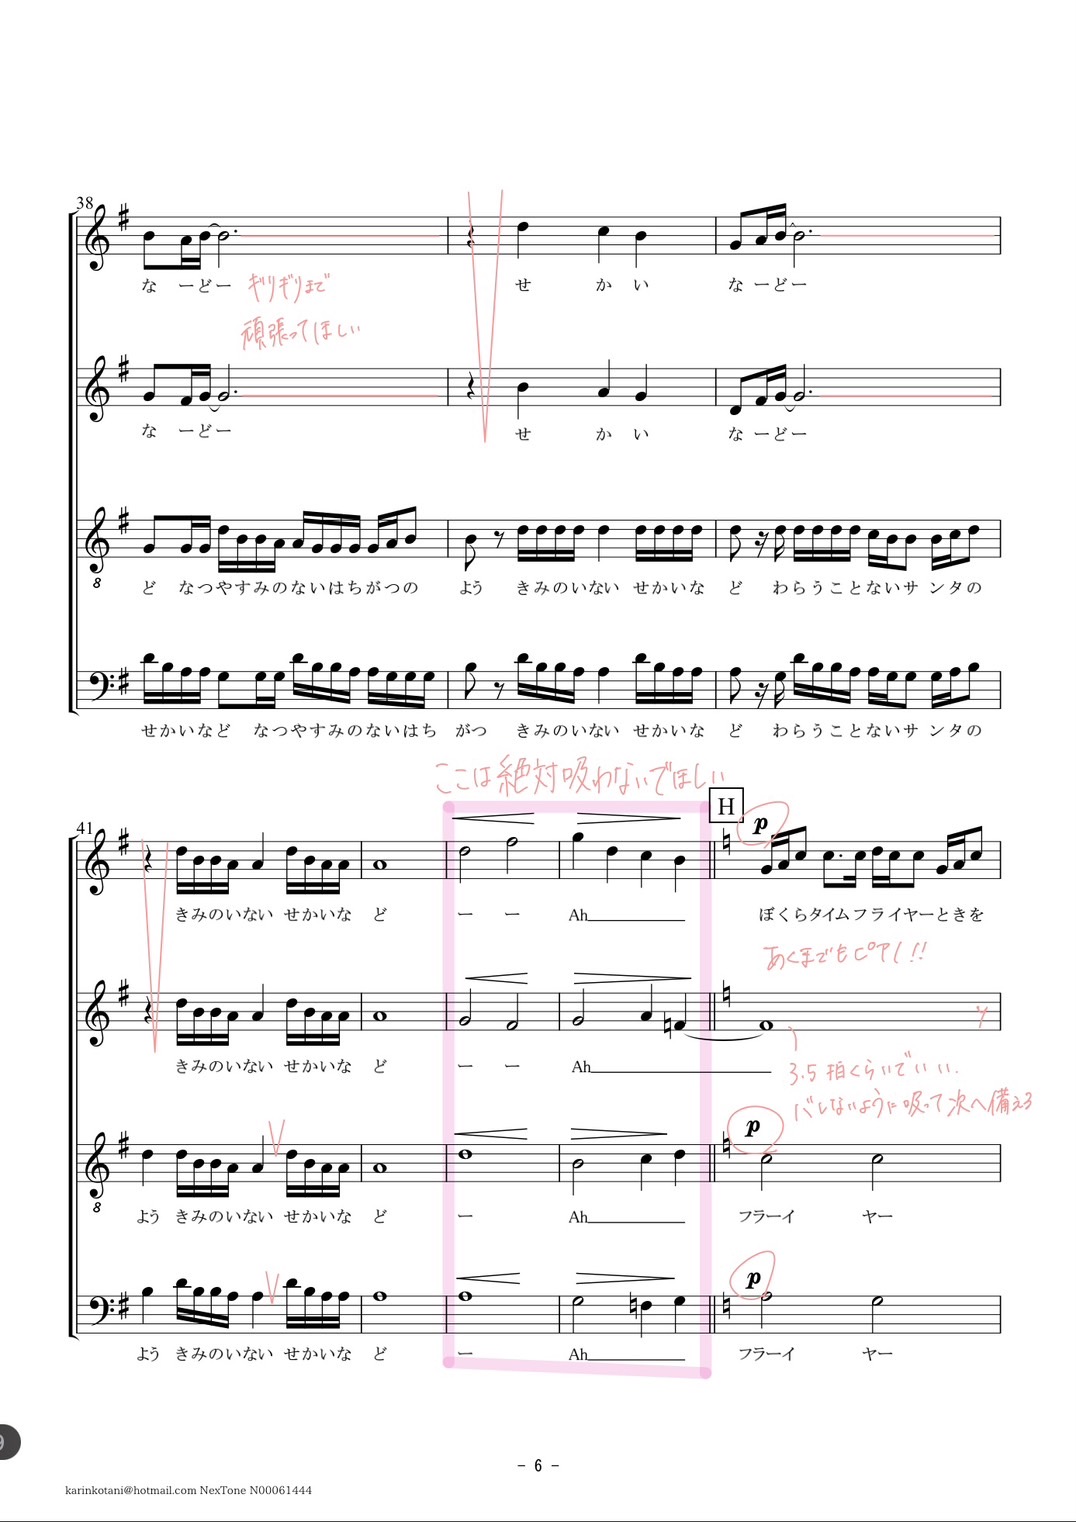 38
な ーどー ギリギリまで せ か い な ーどー
頑張ってほしい
な ーどー せ か い な ーどー
8
ど なつやすみのないはちがつの よう きみのいない せかいな ど わらうことないサ ンタの
せかいなど なつやすみのないはち がつ きみのいない せかいな ど わらうことないサ ンタの
ここは絶対吸わないでほしい
H
41
p
きみのいない せかいな ど ー ー Ah ぼくらタイムフライヤーときを
あくまでもピアノ!!
きみのいない せかいな ど ー ー Ah
3.5拍くらいでいい.
バレないように吸って次へ備える
p
8
よう きみのいない せかいな ど ー Ah フラーイ ヤー
p
よう きみのいない せかいな ど ー Ah フラーイ ヤー
9
- 6 -
karinkotani@hotmail.com NexTone N00061444